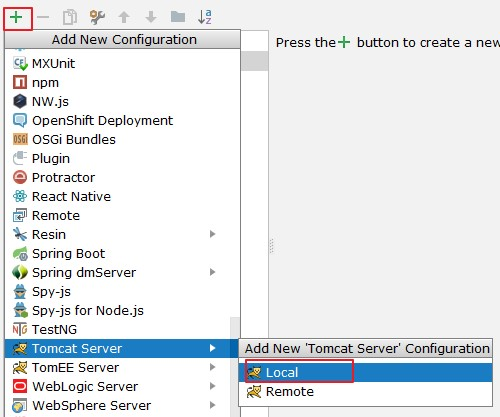 Add New Configuration
Press the + button to create a new
MXUnit
npm
NW.js
OpenShift Deployment
OSGi Bundles
Plugin
Protractor
React Native
Remote
Resin
Spring Boot
Spring dmServer
Spy-js
Spy-js for Node.js
TestNG
Tomcat Server
Add New 'Tomcat Server' Configuration
TomEE Server
Local
WebLogic Server
Remote
WebSphere Server